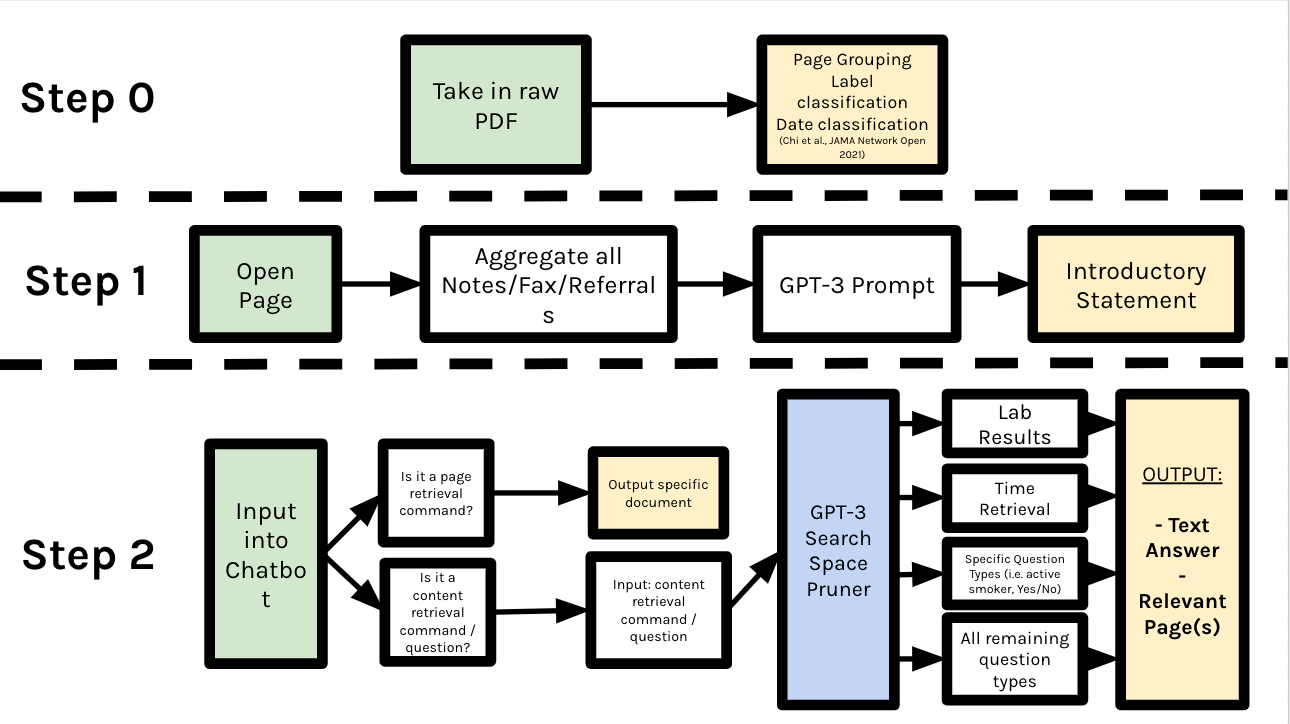 Step 0
Take in raw
PDF
Page Grouping
Label
classification
Date classification
(Chi et al., JAMA Network Open
2021)
Step 1
Open
Page
Aggregate all
Notes/Fax/Referral
s
GPT-3 Prompt
Introductory
Statement
Step 2
Input
into
Chatbo
t
Is it a page
retrieval
command?
Output specific
document
Is it a
content
retrieval
command /
question?
Input: content
retrieval
command /
question
GPT-3
Search
Space
Pruner
Lab
Results
Time
Retrieval
Specific Question
Types (i.e. active
smoker, Yes/No)
All remaining
question
types
OUTPUT:
- Text
Answer
-
Relevant
Page(s)